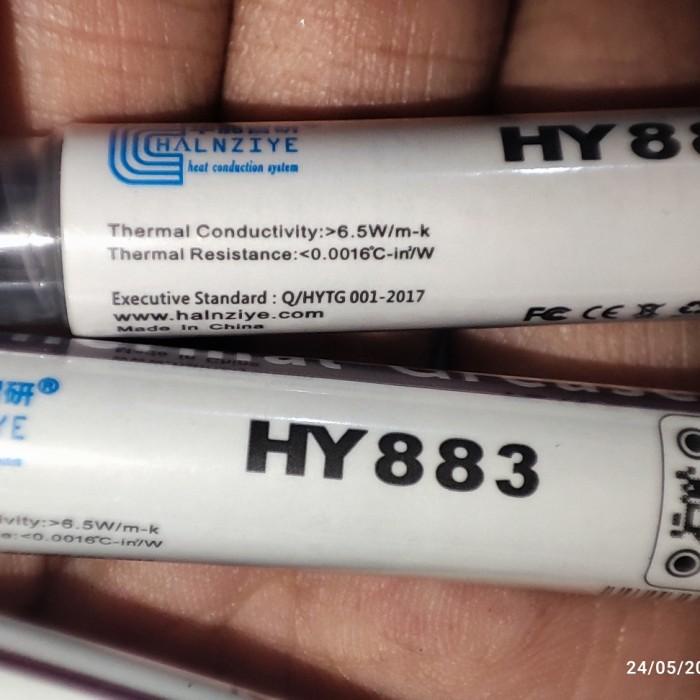 HALNZIYE
heat conduction system
HY88
Thermal Conductivity:>6.5W/m-k
Thermal Resistance:<0.0016℃-in²/W
Executive Standard : Q/HYTG 001-2017
www.halnziye.com
Made in China
FC CE
研®
YE
HY883
ivity:>6.5W/m-k
e:<0.0016℃-in²/W
24/05/20